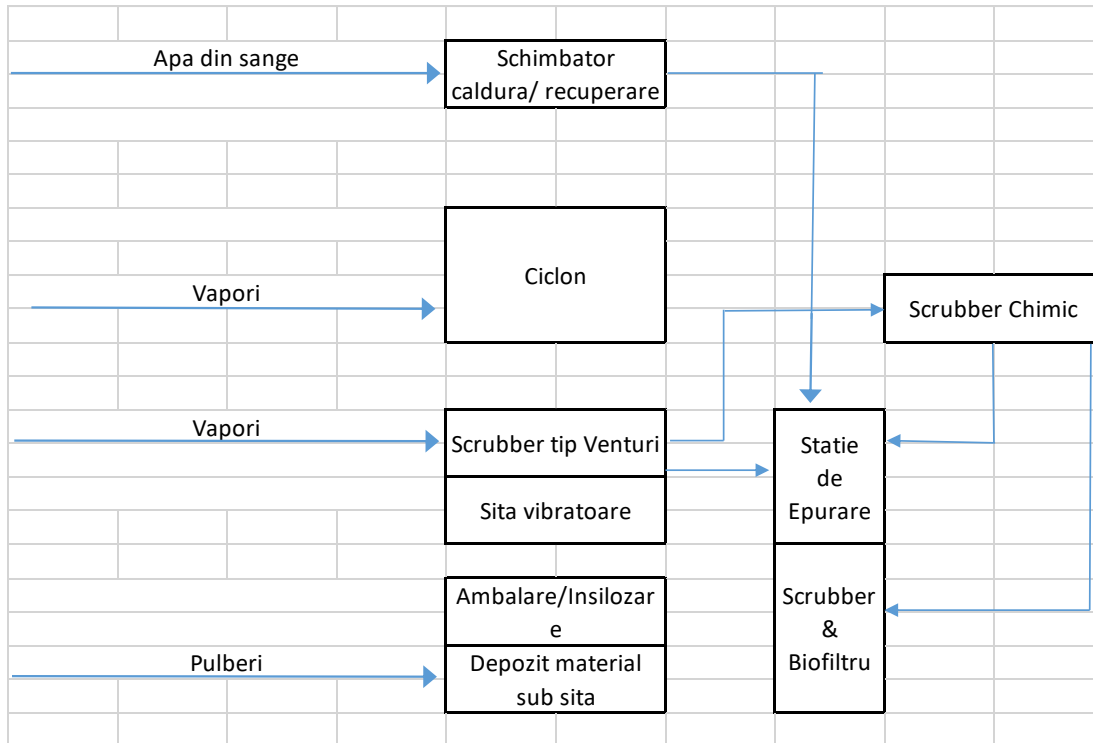 Apa din sange
Schimbator
caldura/ recuperare
Ciclon
Vapori
Scrubber Chimic
Vapori
Scrubber tip Venturi
Statie
de
Epurare
Sita vibratoare
Ambalare/Insilozar
e
Scrubber
&
Biofiltru
Pulberi
Depozit material
sub sita